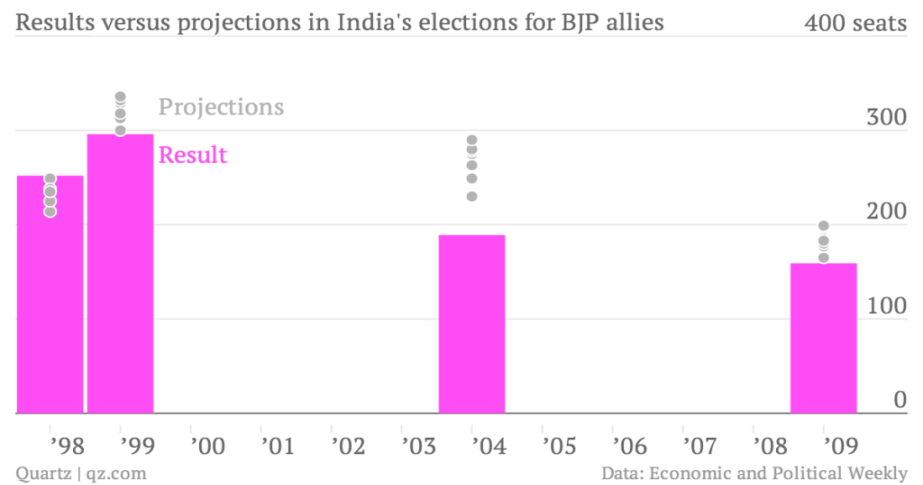 Results versus projections in India's elections for BJP allies
400 seats
Projections
300
Result
200
100
0
’98 ’99 ’00 ’01 ’02 ’03 ’04 ’05 ’06 ’07 ’08 ’09
Quartz | qz.com
Data: Economic and Political Weekly